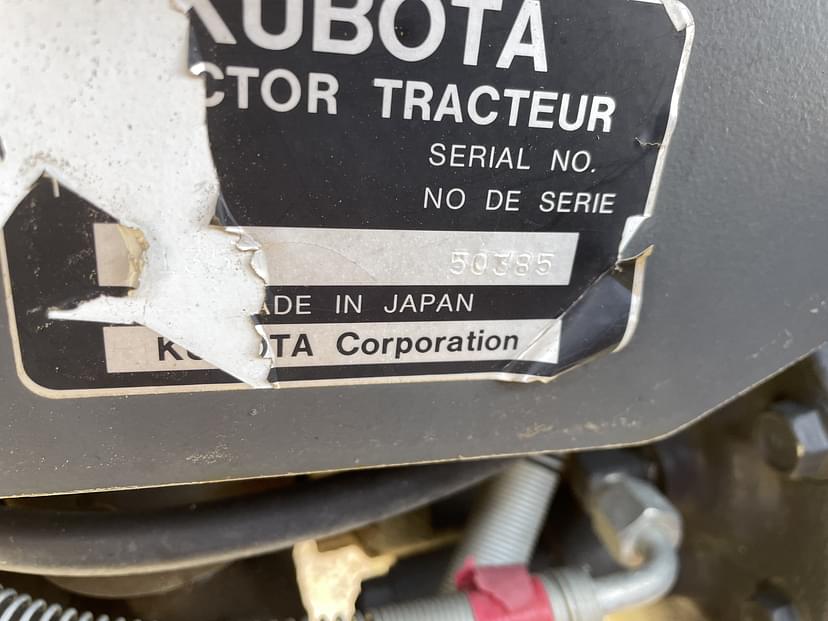 KUBOTA
CTOR TRACTEUR
SERIAL NO.
NO DE SERIE
50385
ADE IN JAPAN
KU OTA Corporation